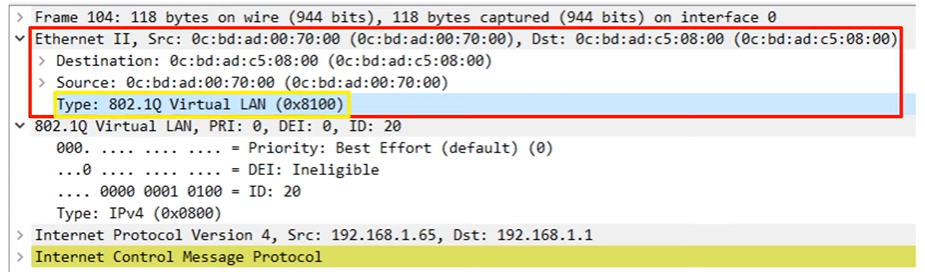 Frame 104: 118 bytes on wire (944 bits), 118 bytes captured (944 bits) on interface 0
Ethernet II, Src: 0c:bd:ad:00:70:00 (0c:bd:ad:00:70:00), Dst: 0c:bd:ad:c5:08:00 (0c:bd:ad:c5:08:00)
Destination: 0c:bd:ad:c5:08:00 (0c:bd:ad:c5:08:00)
Source: 0c:bd:ad:00:70:00 (0c:bd:ad:00:70:00)
Type: 802.1Q Virtual LAN (0x8100)
802.1Q Virtual LAN, PRI: 0, DEI: 0, ID: 20
000. .... .... .... = Priority: Best Effort (default) (0)
...0 .... .... .... = DEI: Ineligible
.... 0000 0001 0100 = ID: 20
Type: IPv4 (0x0800)
Internet Protocol Version 4, Src: 192.168.1.65, Dst: 192.168.1.1
Internet Control Message Protocol